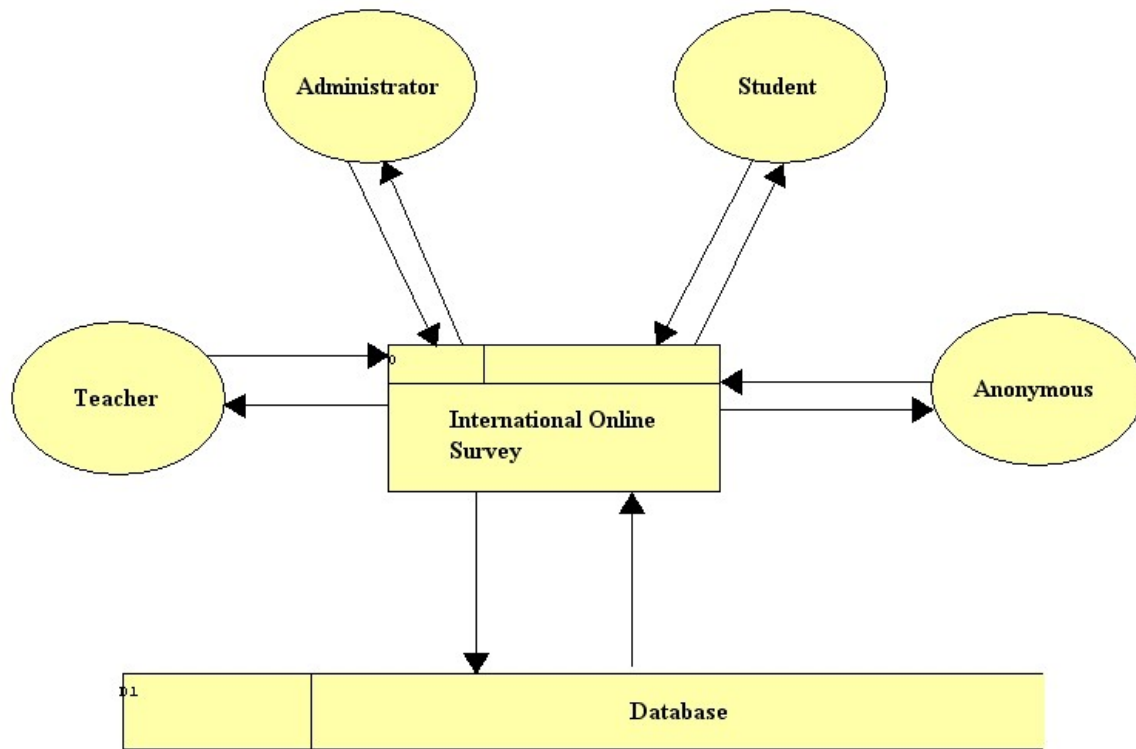 Administrator
Student
Teacher
0
International Online
Survey
Anonymous
D1
Database